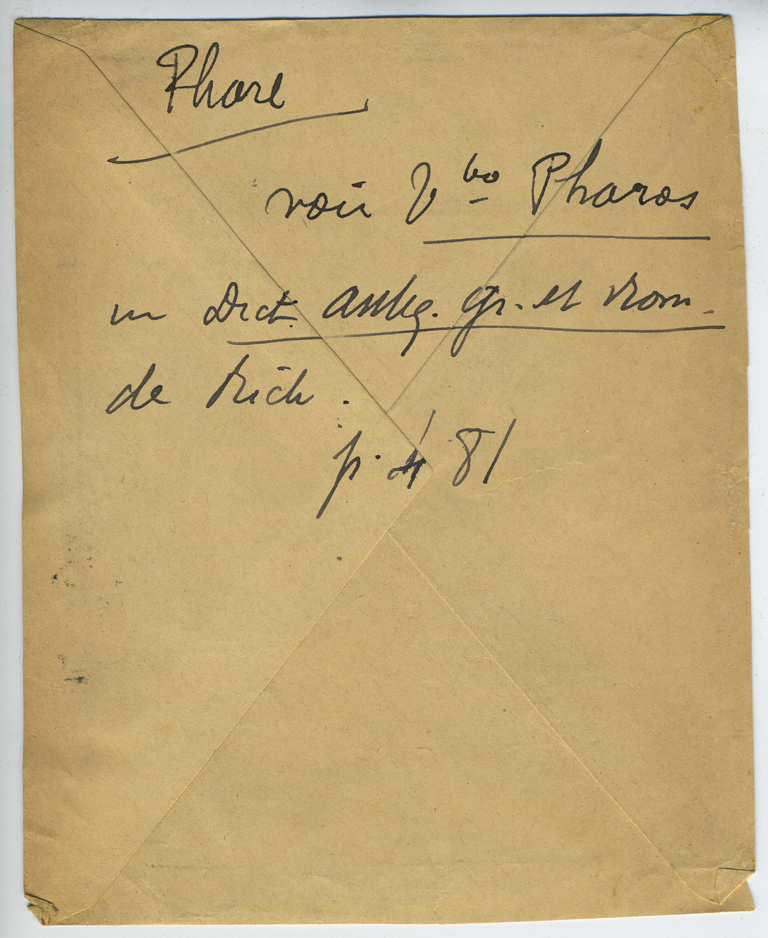 Phare
voir Vbo Pharos
in Dict. antiq. gr. et rom.
de Rich.
p. 481